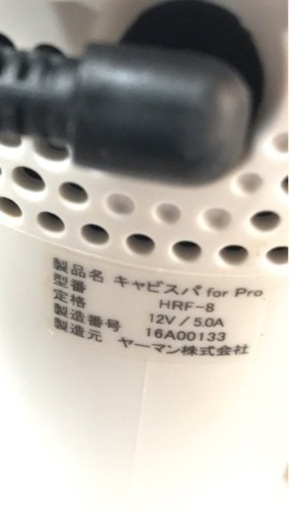 製品名 キャビスパ for Pro
型番 HRF-8
定格 12V / 5.0A
製造番号 16A00133
製造元 ヤーマン株式会社